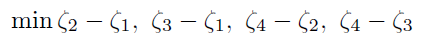 min ζ₂ − ζ₁, ζ₃ − ζ₁, ζ₄ − ζ₂, ζ₄ − ζ₃